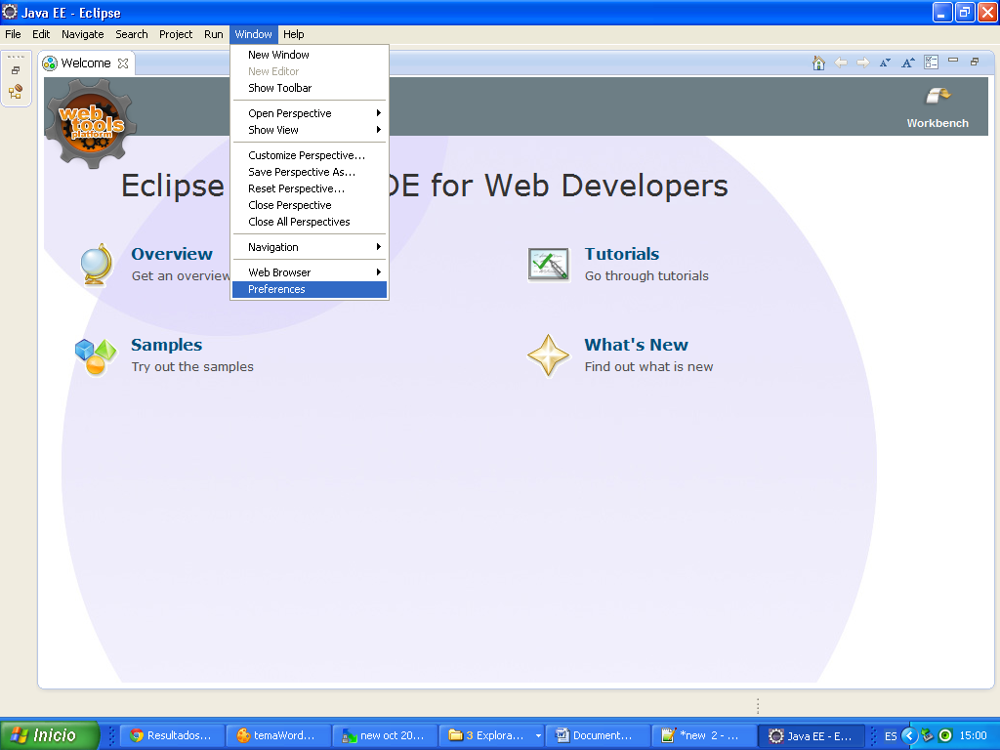 Java EE - Eclipse
File Edit Navigate Search Project Run Window Help
Welcome
New Window
New Editor
Show Toolbar
Open Perspective
Show View
Customize Perspective...
Save Perspective As...
Reset Perspective...
Close Perspective
Close All Perspectives
Navigation
Web Browser
Preferences
web
tools
platform
Workbench
Eclipse DE for Web Developers
Overview
Get an overview
Tutorials
Go through tutorials
Samples
Try out the samples
What's New
Find out what is new
Inicio Resultados... temaWord... new oct 20... 3 Explora... Document... *new 2 - ... Java EE - E... ES 15:00